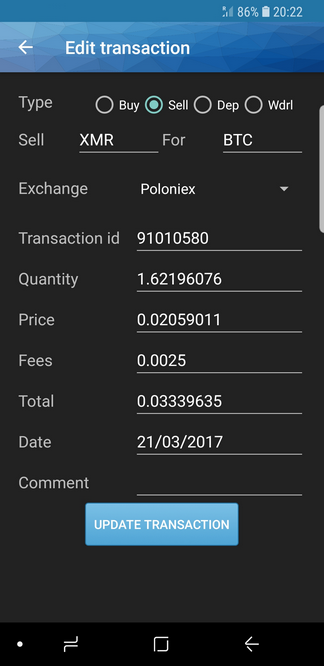 86% 20:22
Edit transaction
Type Buy Sell Dep Wdrl
Sell XMR For BTC
Exchange Poloniex
Transaction id 91010580
Quantity 1.62196076
Price 0.02059011
Fees 0.0025
Total 0.03339635
Date 21/03/2017
Comment
UPDATE TRANSACTION